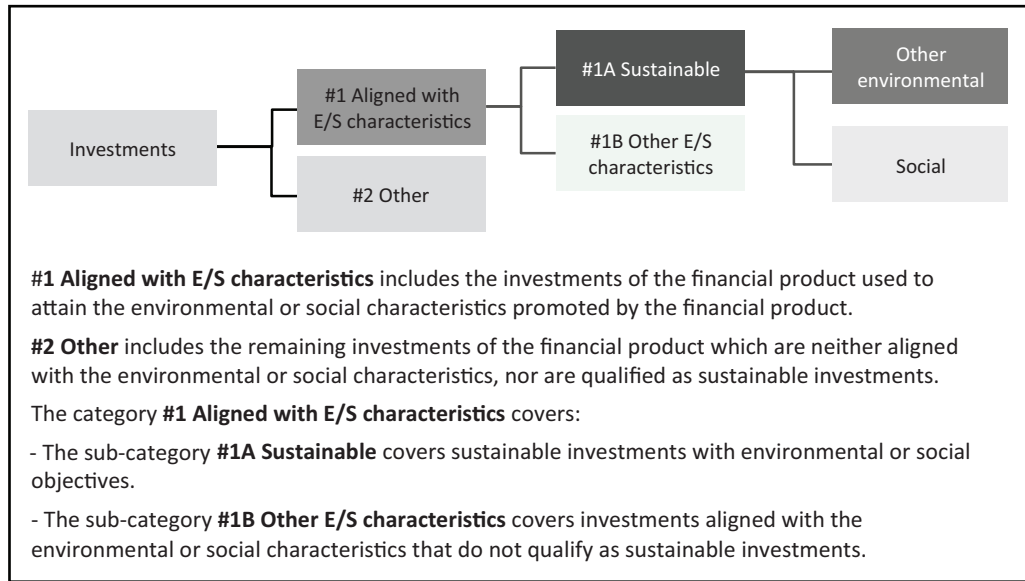 Investments
#1 Aligned with
E/S characteristics
#2 Other
#1A Sustainable
#1B Other E/S
characteristics
Other
environmental
Social
#1 Aligned with E/S characteristics includes the investments of the financial product used to
attain the environmental or social characteristics promoted by the financial product.
#2 Other includes the remaining investments of the financial product which are neither aligned
with the environmental or social characteristics, nor are qualified as sustainable investments.
The category #1 Aligned with E/S characteristics covers:
- The sub-category #1A Sustainable covers sustainable investments with environmental or social
objectives.
- The sub-category #1B Other E/S characteristics covers investments aligned with the
environmental or social characteristics that do not qualify as sustainable investments.